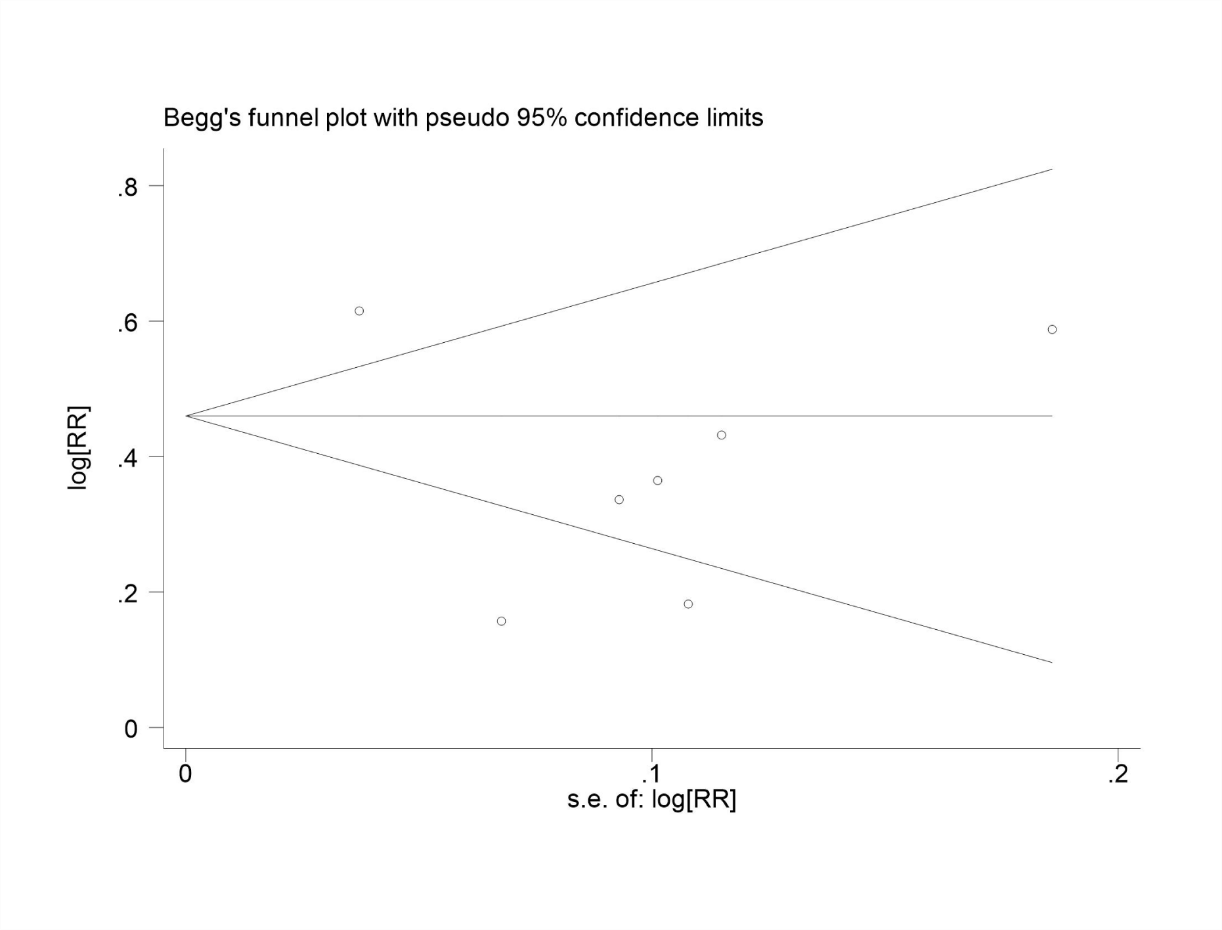 Begg's funnel plot with pseudo 95% confidence limits
.8
.6
.4
.2
0
log[RR]
0 .1 .2
s.e. of: log[RR]